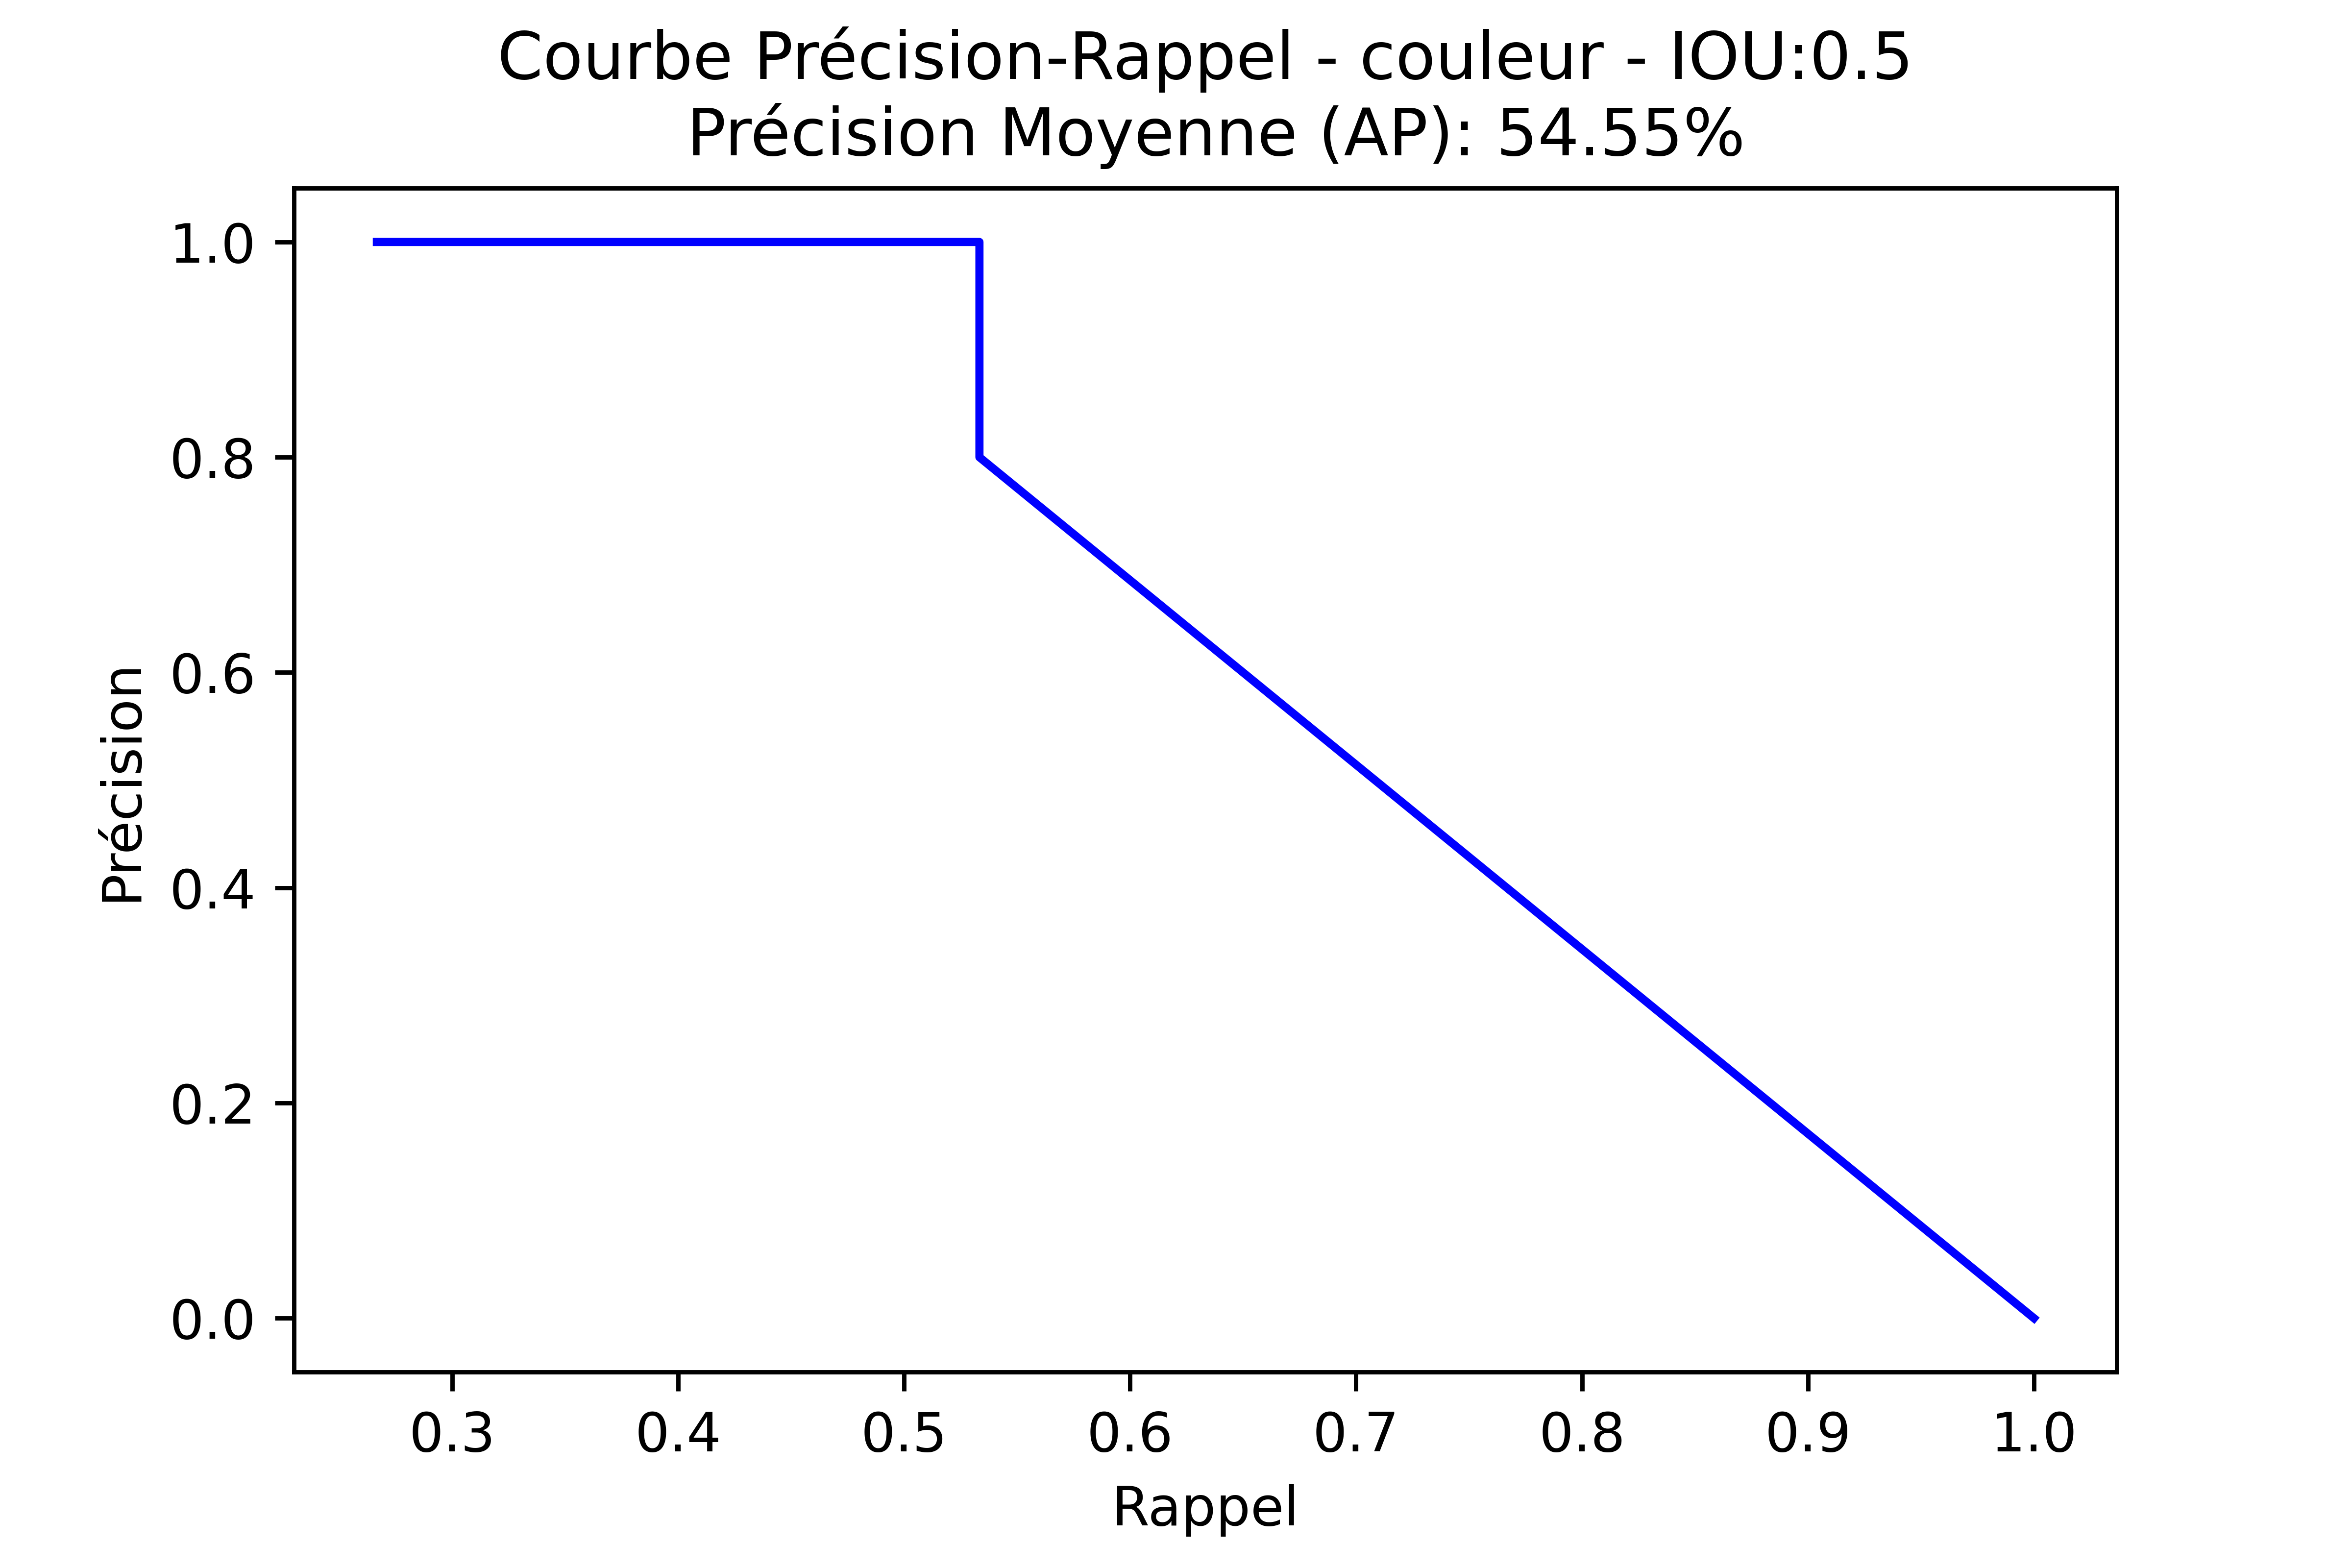 Courbe Précision-Rappel - couleur - IOU:0.5
Précision Moyenne (AP): 54.55%
1.0
0.8
0.6
0.4
0.2
0.0
Précision
0.3 0.4 0.5 0.6 0.7 0.8 0.9 1.0
Rappel